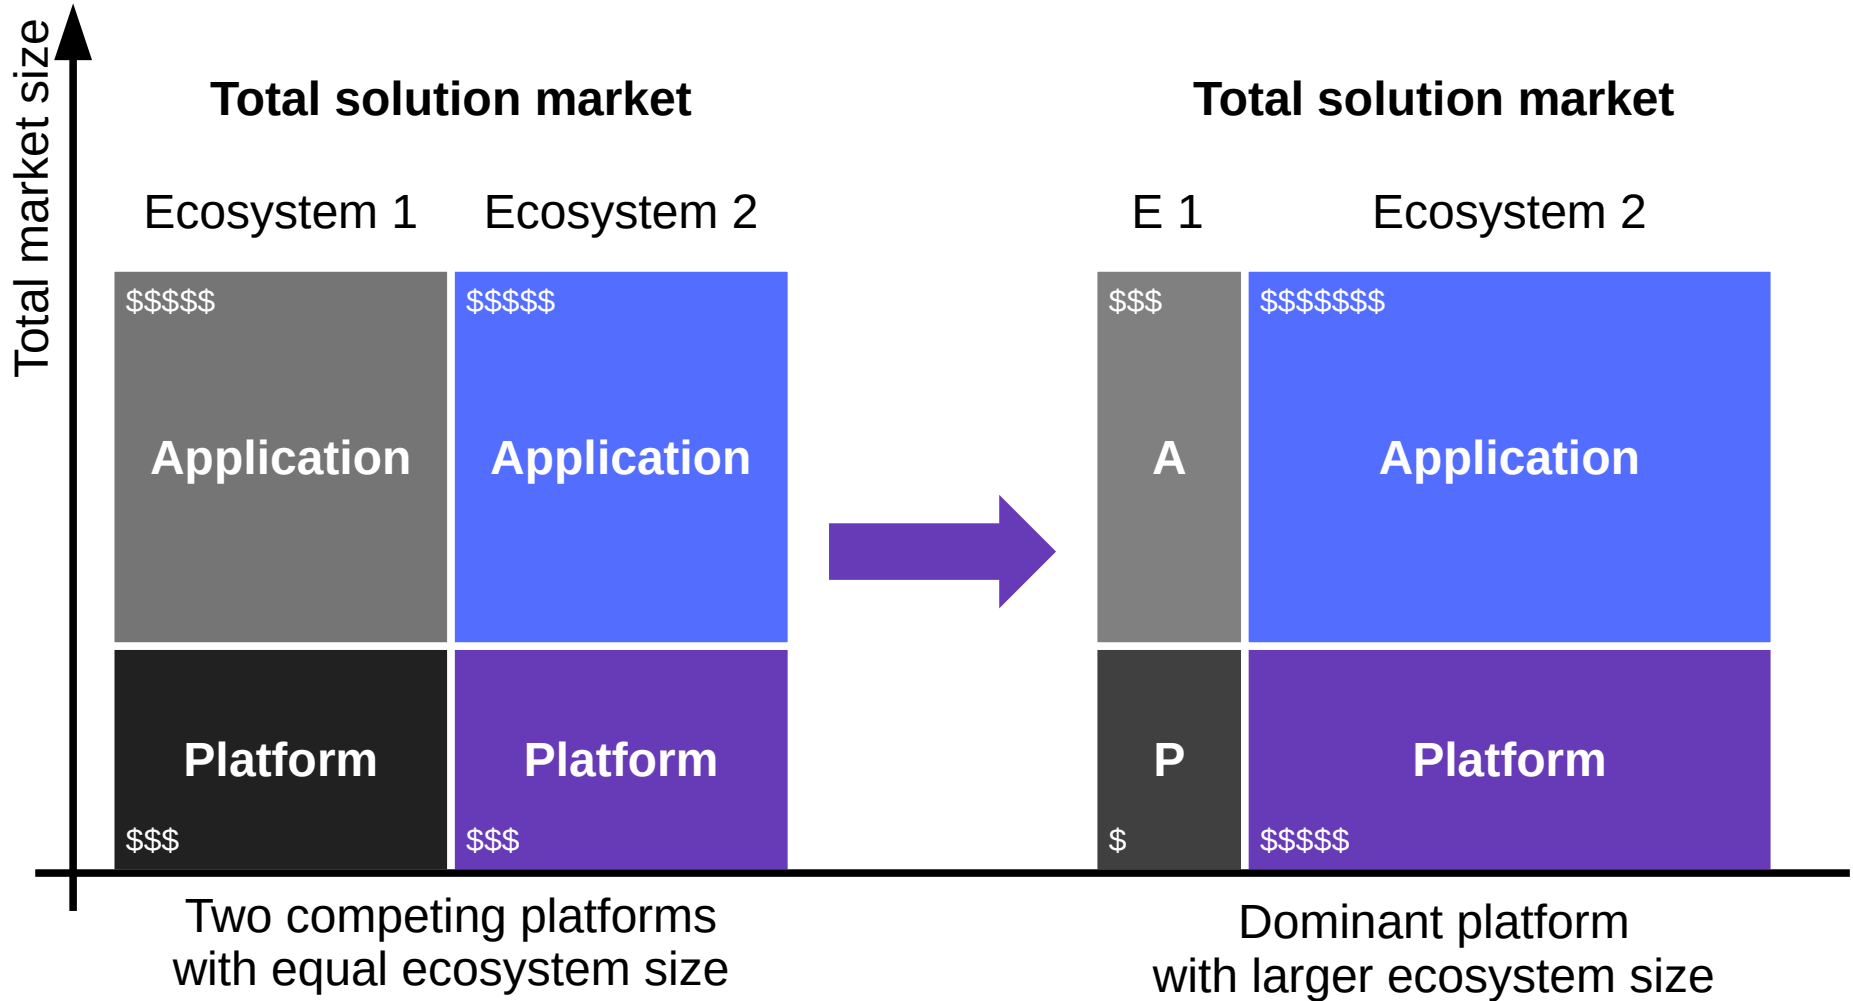 Total market size
Total solution market
Ecosystem 1
Ecosystem 2
$$$$$
$$$$$
Application
Application
Platform
Platform
$$$
$$$
Two competing platforms
with equal ecosystem size
Total solution market
E 1
Ecosystem 2
$$$
$$$$$$$
A
Application
P
Platform
$
$$$$$
Dominant platform
with larger ecosystem size